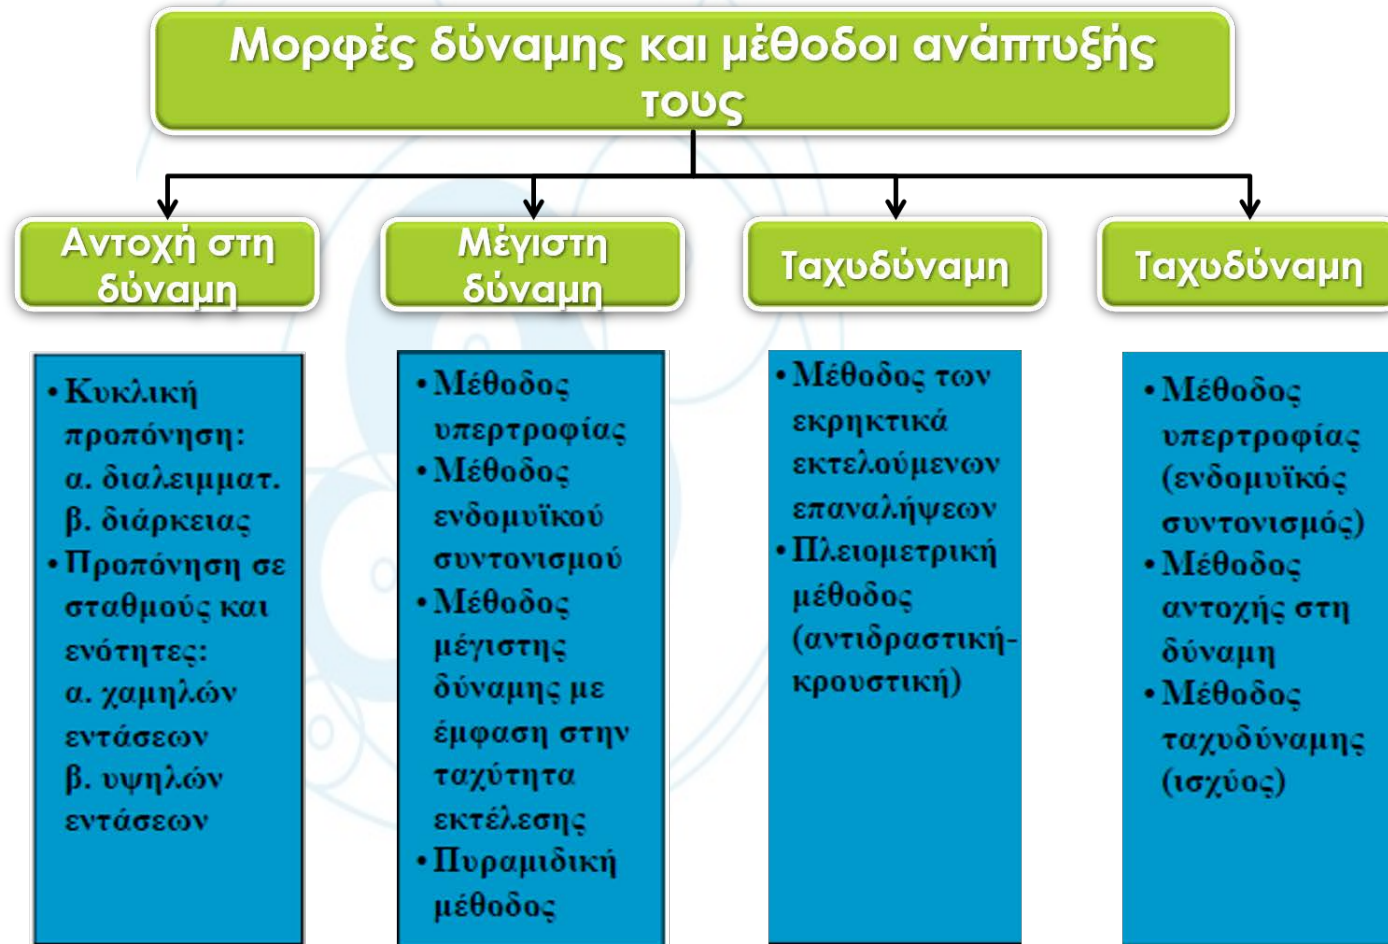 Μορφές δύναμης και μέθοδοι ανάπτυξής
τους
Αντοχή στη
δύναμη
Μέγιστη
δύναμη
Ταχυδύναμη
Ταχυδύναμη
• Κυκλική
προπόνηση:
α. διαλειμματ.
β. διάρκειας
• Προπόνηση σε
σταθμούς και
ενότητες:
α. χαμηλών
εντάσεων
β. υψηλών
εντάσεων
• Μέθοδος
υπερτροφίας
• Μέθοδος
ενδομυϊκού
συντονισμού
• Μέθοδος
μέγιστης
δύναμης με
έμφαση στην
ταχύτητα
εκτέλεσης
• Πυραμιδική
μέθοδος
• Μέθοδος των
εκρηκτικά
εκτελούμενων
επαναλήψεων
• Πλειομετρική
μέθοδος
(αντιδραστική-
κρουστική)
• Μέθοδος
υπερτροφίας
(ενδομυϊκός
συντονισμός)
• Μέθοδος
αντοχής στη
δύναμη
• Μέθοδος
ταχυδύναμης
(ισχύος)